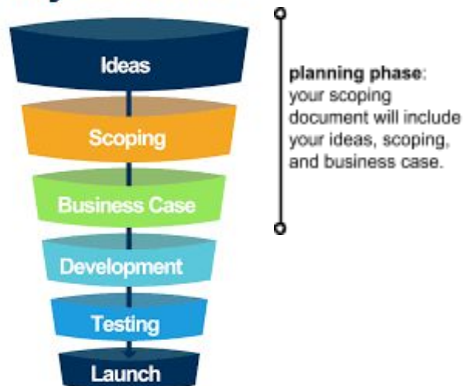 Ideas
Scoping
Business Case
Development
Testing
Launch
planning phase:
your scoping
document will include
your ideas, scoping,
and business case.